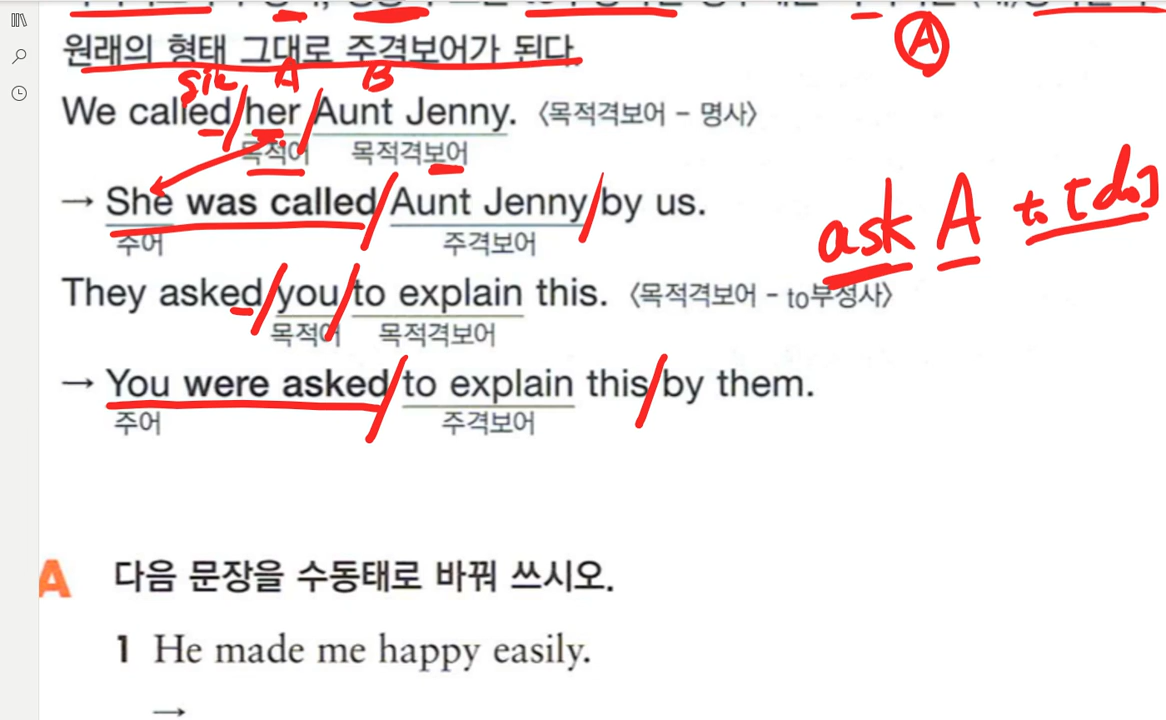 Ⓐ
원래의 형태 그대로 주격보어가 된다.
A B
We called / her / Aunt Jenny. 〈목적격보어 – 명사〉
목적어 목적격보어
→ She was called / Aunt Jenny / by us.
주어 주격보어
ask A to [do]
They asked / you / to explain this. 〈목적격보어 – to부정사〉
목적어 목적격보어
→ You were asked / to explain this / by them.
주어 주격보어
A 다음 문장을 수동태로 바꿔 쓰시오.
1 He made me happy easily.
→